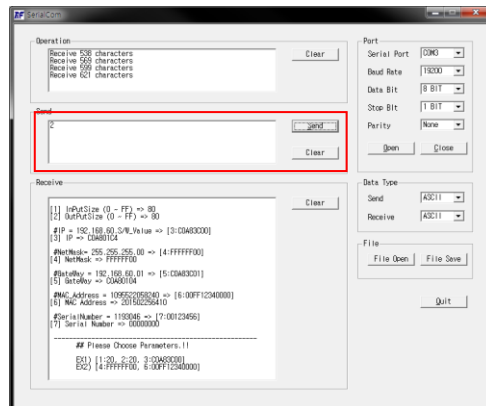 SerialCom
Operation
Receive 538 characters
Receive 569 characters
Receive 599 characters
Receive 621 characters
Clear
Send
2
Send
Clear
Receive
[1] InPutSize (0 - FF) => 80
[2] OutPutSize (0 - FF) => 80
#IP = 192.168.60.S/W_Value => [3:C0A83C00]
[3] IP => C0A801C4
#NetMask= 255.255.255.00 => [4:FFFFFF00]
[4] NetMask => FFFFFF00
#GateWay = 192.168.60.01 => [5:C0A83C01]
[5] GateWay => C0A80104
#MAC_Address = 1095522058240 => [6:00FF12340000]
[6] MAC Address => 201502256410
#SerialNumber = 1193046 => [7:00123456]
[7] Serial Number => 00000000
## Please Choose Parameters.!!
EX1) [1:20, 2:20, 3:C0A83C00]
EX2) [4:FFFFFF00, 6:00FF12340000]
Clear
Port
Serial Port COM3
Baud Rate 19200
Data Bit 8 BIT
Stop BIt 1 BIT
Parity None
Open Close
Data Type
Send ASCII
Receive ASCII
File
File Open File Save
Quit